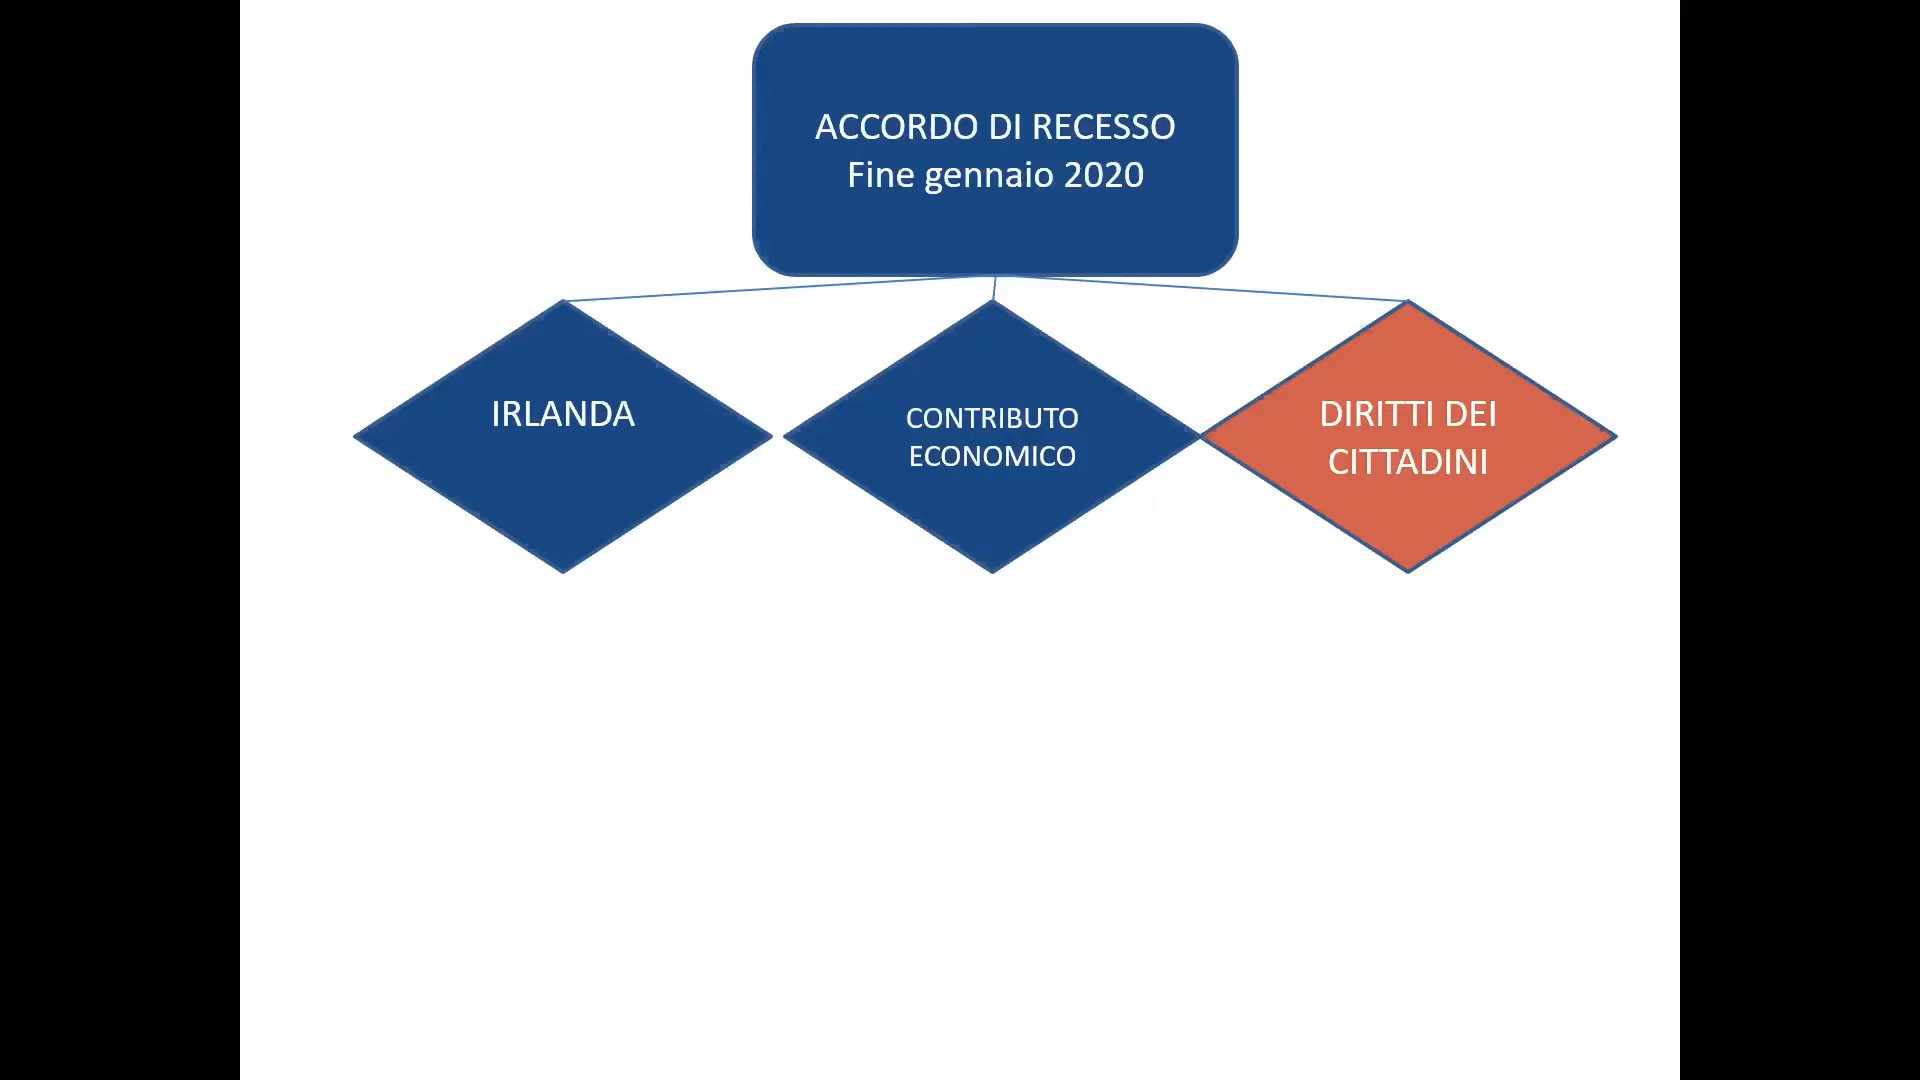 ACCORDO DI RECESSO
Fine gennaio 2020
IRLANDA
CONTRIBUTO
ECONOMICO
DIRITTI DEI
CITTADINI